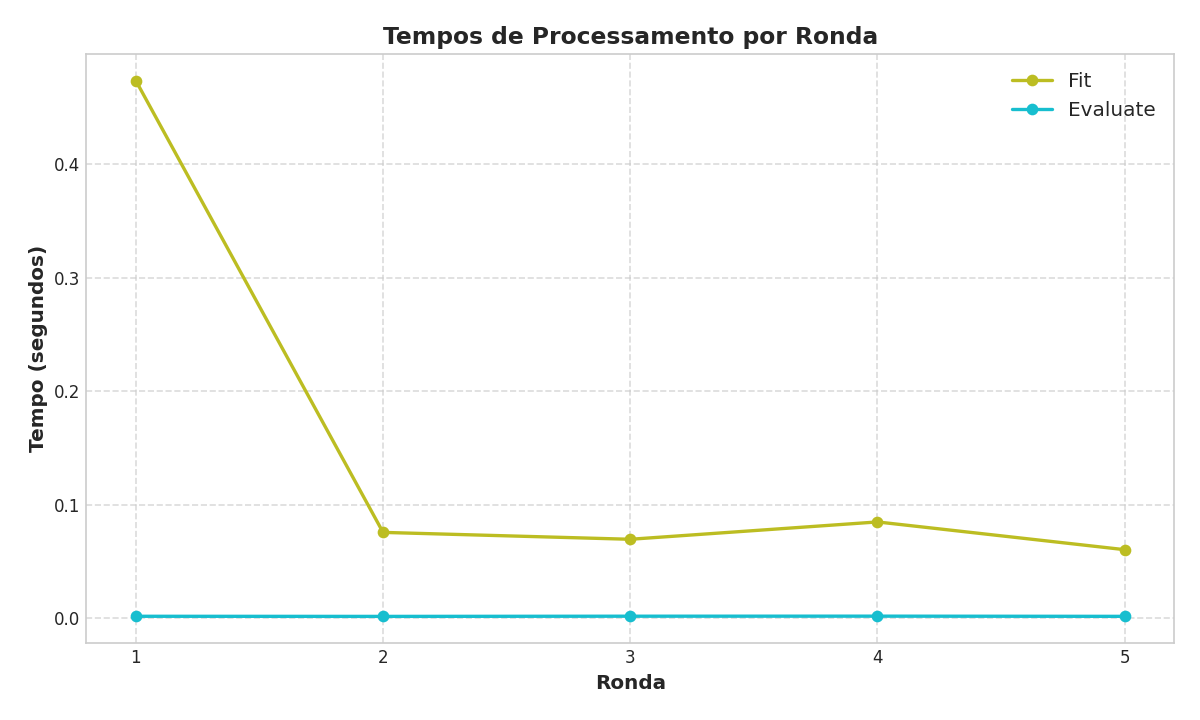 Tempos de Processamento por Ronda
Fit
Evaluate
Tempo (segundos)
0.4
0.3
0.2
0.1
0.0
1 2 3 4 5
Ronda